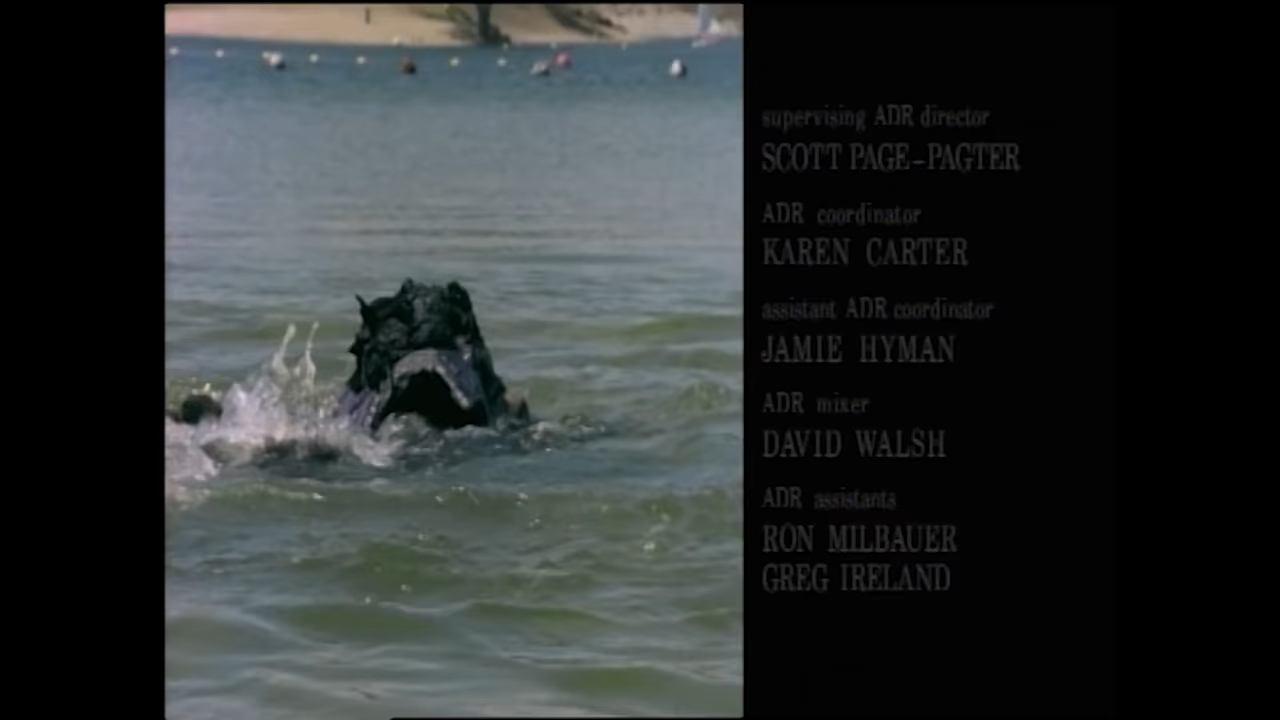 supervising ADR director
SCOTT PAGE-PAGTER
ADR coordinator
KAREN CARTER
assistant ADR coordinator
JAMIE HYMAN
ADR mixer
DAVID WALSH
ADR assistants
RON MILBAUER
GREG IRELAND